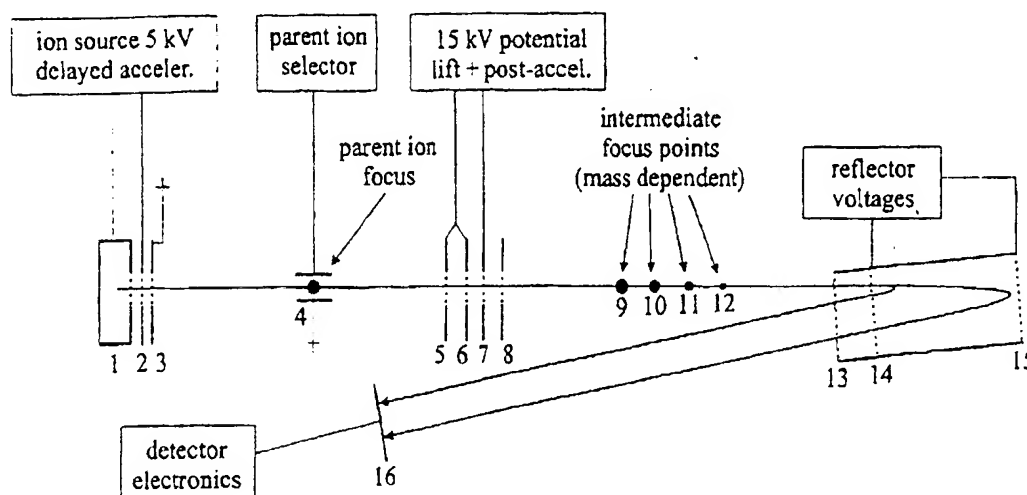 ion source 5 kV
delayed acceler.
parent ion
selector
15 kV potential
lift + post-accel.
parent ion
focus
intermediate
focus points
(mass dependent)
reflector
voltages
1
2
3
4
5
6
7
8
9
10
11
12
13
14
15
16
detector
electronics